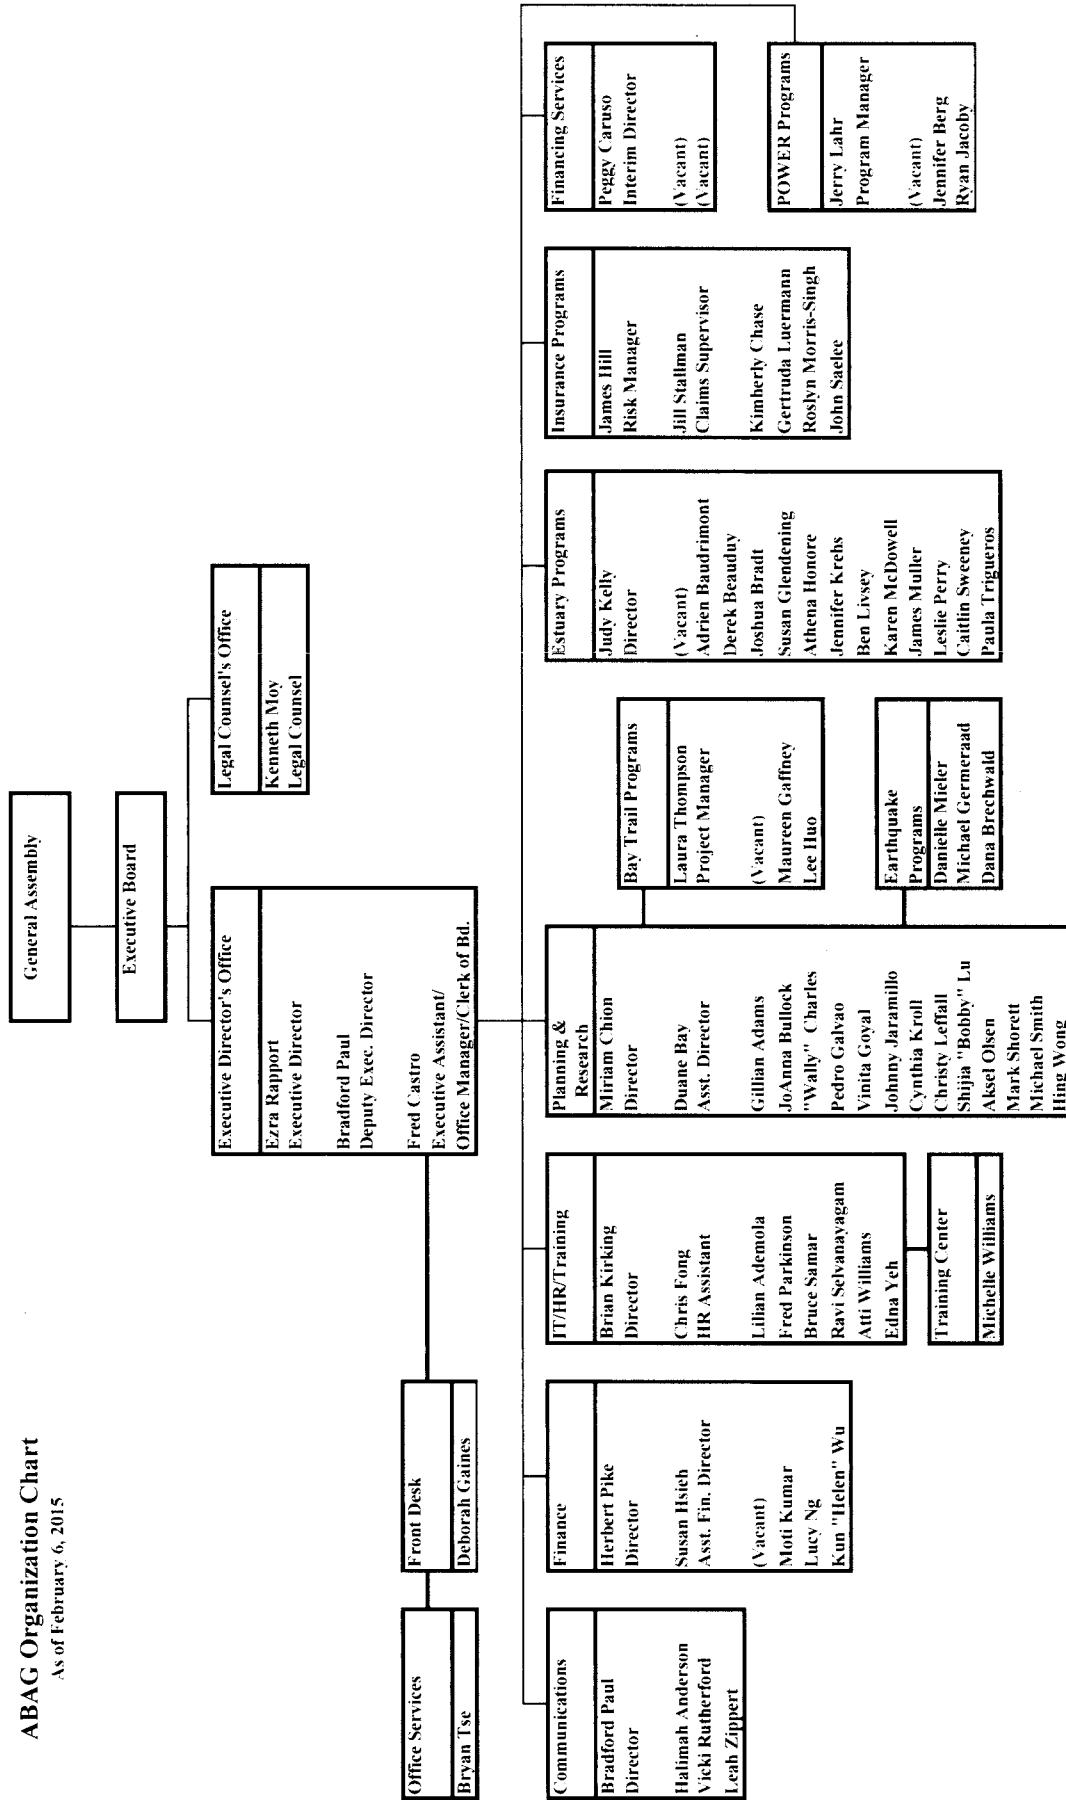 ABAG Organization Chart
As of February 6, 2015
General Assembly
Executive Board
Executive Director's Office
Ezra Rapport
Executive Director
Bradford Paul
Deputy Exec. Director
Fred Castro
Executive Assistant/
Office Manager/Clerk of Bd.
Legal Counsel's Office
Kenneth Moy
Legal Counsel
Office Services
Bryan Tse
Front Desk
Deborah Gaines
Communications
Bradford Paul
Director
Halimah Anderson
Vicki Rutherford
Leah Zippert
Finance
Herbert Pike
Director
Susan Hsieh
Asst. Fin. Director
(Vacant)
Moti Kumar
Lucy Ng
Kun "Helen" Wu
IT/HR/Training
Brian Kirking
Director
Chris Fong
HR Assistant
Lilian Ademola
Fred Parkinson
Bruce Samar
Ravi Selvanayagam
Atti Williams
Edna Yeh
Training Center
Michelle Williams
Planning &
Research
Miriam Chion
Director
Duane Bay
Asst. Director
Gillian Adams
JoAnna Bullock
"Wally" Charles
Pedro Galvao
Vinita Goyal
Johnny Jaramillo
Cynthia Kroll
Christy Leffall
Shijia "Bobby" Lu
Aksel Olsen
Mark Shorett
Michael Smith
Hing Wong
Bay Trail Programs
Laura Thompson
Project Manager
(Vacant)
Maureen Gaffney
Lee Huo
Earthquake
Programs
Danielle Mieler
Michael Germeraad
Dana Brechwald
Estuary Programs
Judy Kelly
Director
(Vacant)
Adrien Baudrimont
Derek Beauduy
Joshua Bradt
Susan Glendening
Athena Honore
Jennifer Krebs
Ben Livsey
Karen McDowell
James Muller
Leslie Perry
Caitlin Sweeney
Paula Trigueros
Insurance Programs
James Hill
Risk Manager
Jill Stallman
Claims Supervisor
Kimberly Chase
Gertruda Luermann
Roslyn Morris-Singh
John Saelee
Financing Services
Peggy Caruso
Interim Director
(Vacant)
(Vacant)
POWER Programs
Jerry Lahr
Program Manager
(Vacant)
Jennifer Berg
Ryan Jacoby